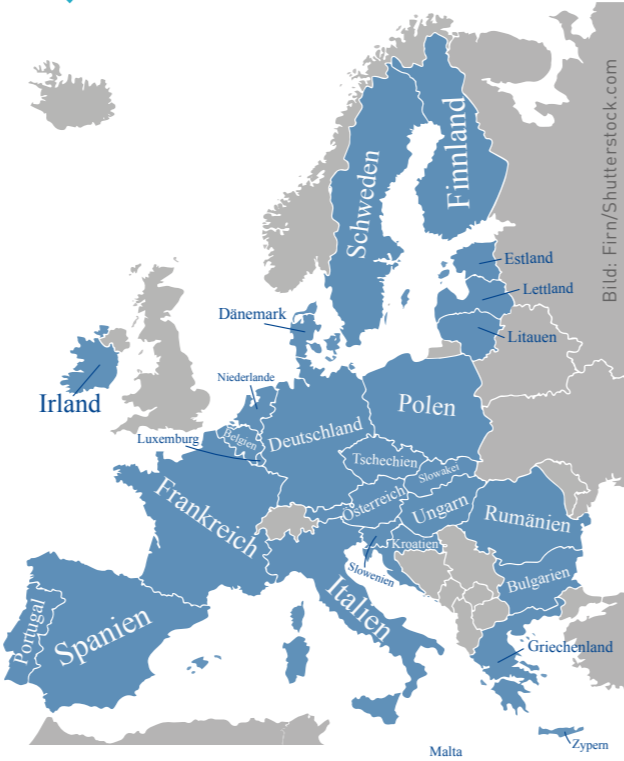 Bild: Firn/Shutterstock.com
Finnland
Schweden
Estland
Lettland
Dänemark
Litauen
Niederlande
Irland
Polen
Luxemburg
Belgien
Deutschland
Tschechien
Slowakei
Frankreich
Österreich
Ungarn
Rumänien
Kroatien
Slowenien
Bulgarien
Italien
Portugal
Spanien
Griechenland
Zypern
Malta